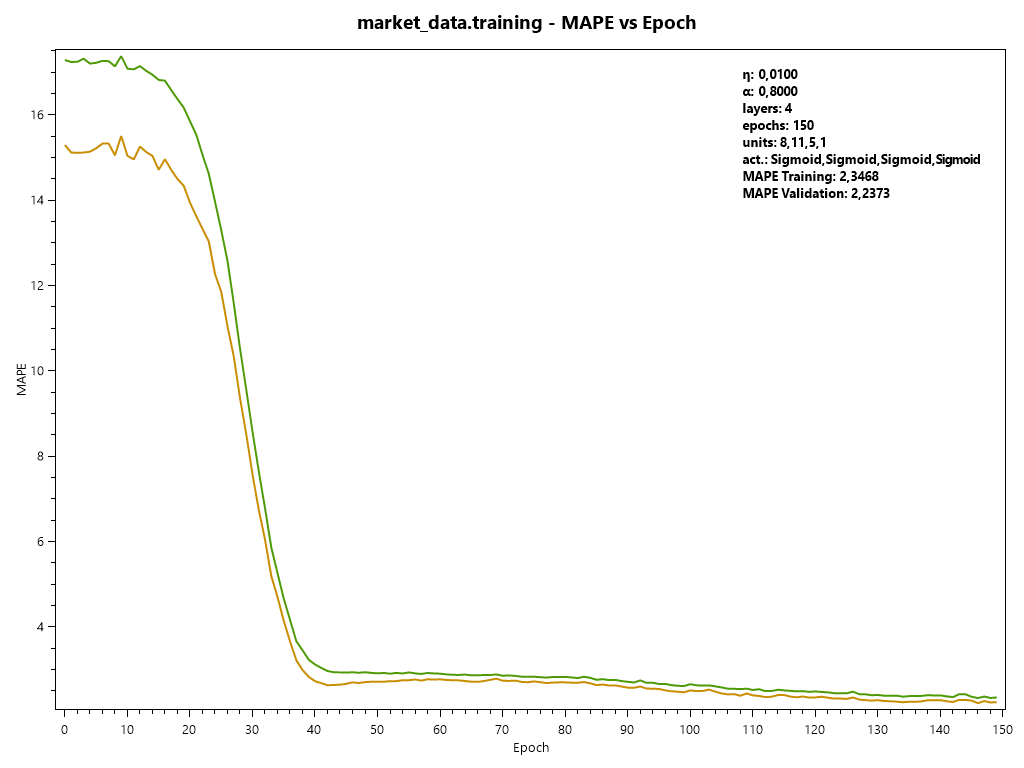 market_data.training - MAPE vs Epoch
η: 0,0100
α: 0,8000
layers: 4
epochs: 150
units: 8,11,5,1
act.: Sigmoid,Sigmoid,Sigmoid,Sigmoid
MAPE Training: 2,3468
MAPE Validation: 2,2373
16
14
12
10
8
6
4
MAPE
0 10 20 30 40 50 60 70 80 90 100 110 120 130 140 150
Epoch